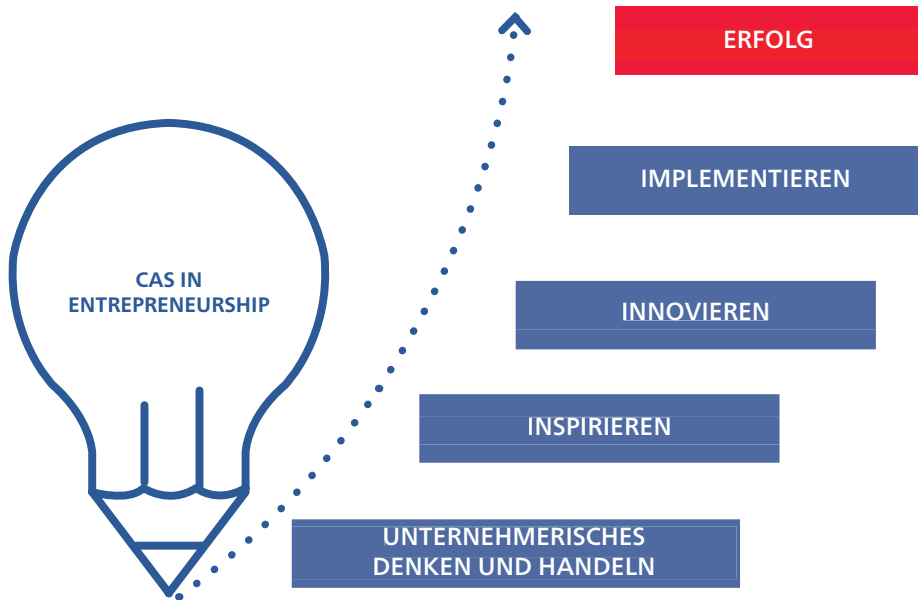 ERFOLG
IMPLEMENTIEREN
CAS IN
ENTREPRENEURSHIP
INNOVIEREN
INSPIRIEREN
UNTERNEHMERISCHES
DENKEN UND HANDELN